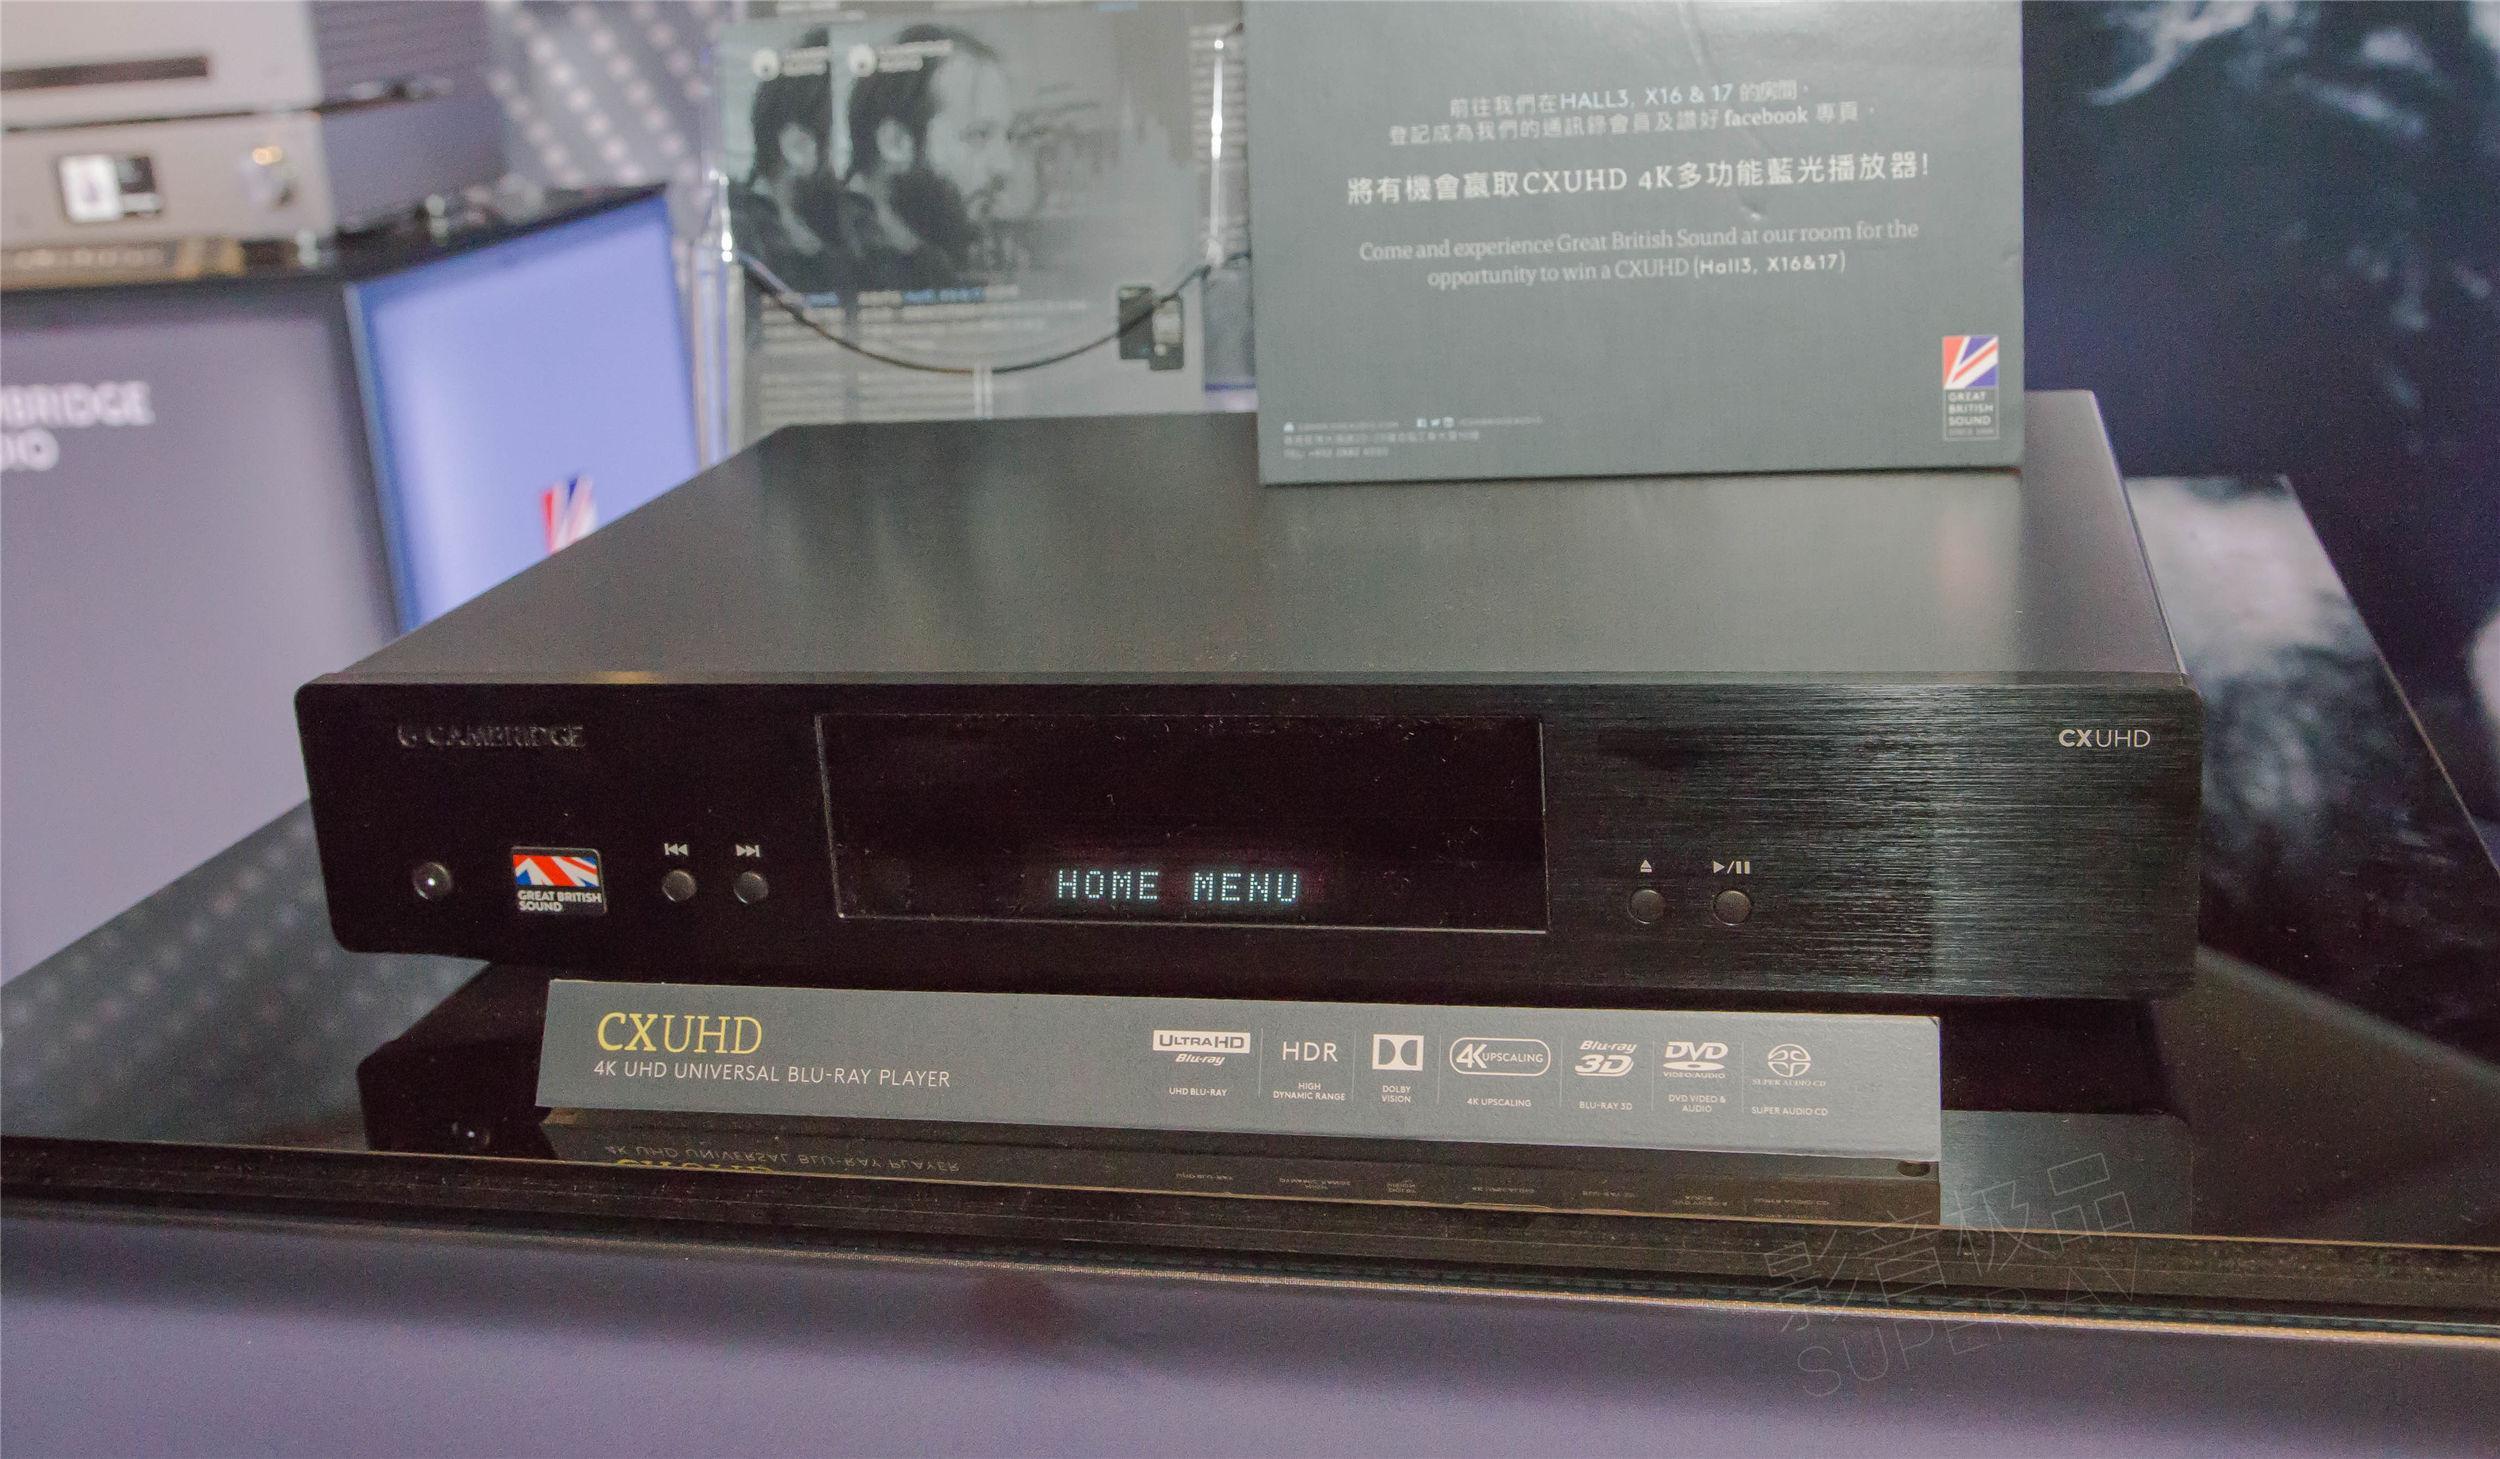 前往我們在HALL3, X16 & 17 的房間，
登記成為我們的通訊錄會員及讚好 facebook 專頁，
將有機會贏取CXUHD 4K多功能藍光播放器!
Come and experience Great British Sound at our room for the
opportunity to win a CXUHD (Hall3, X16&17)
GREAT
BRITISH
SOUND
CAMBRIDGE
CXUHD
GREAT BRITISH
SOUND
HOME MENU
CXUHD
4K UHD UNIVERSAL BLU-RAY PLAYER
ULTRA HD
Blu-ray
UHD BLU-RAY
HDR
HIGH
DYNAMIC RANGE
DOLBY
VISION
4K UPSCALING
4K UPSCALING
Blu-ray
3D
BLU-RAY 3D
DVD
VIDEO/AUDIO
DVD VIDEO &
AUDIO
SUPER AUDIO CD
SUPER AUDIO CD
影音极品
SUPER AV